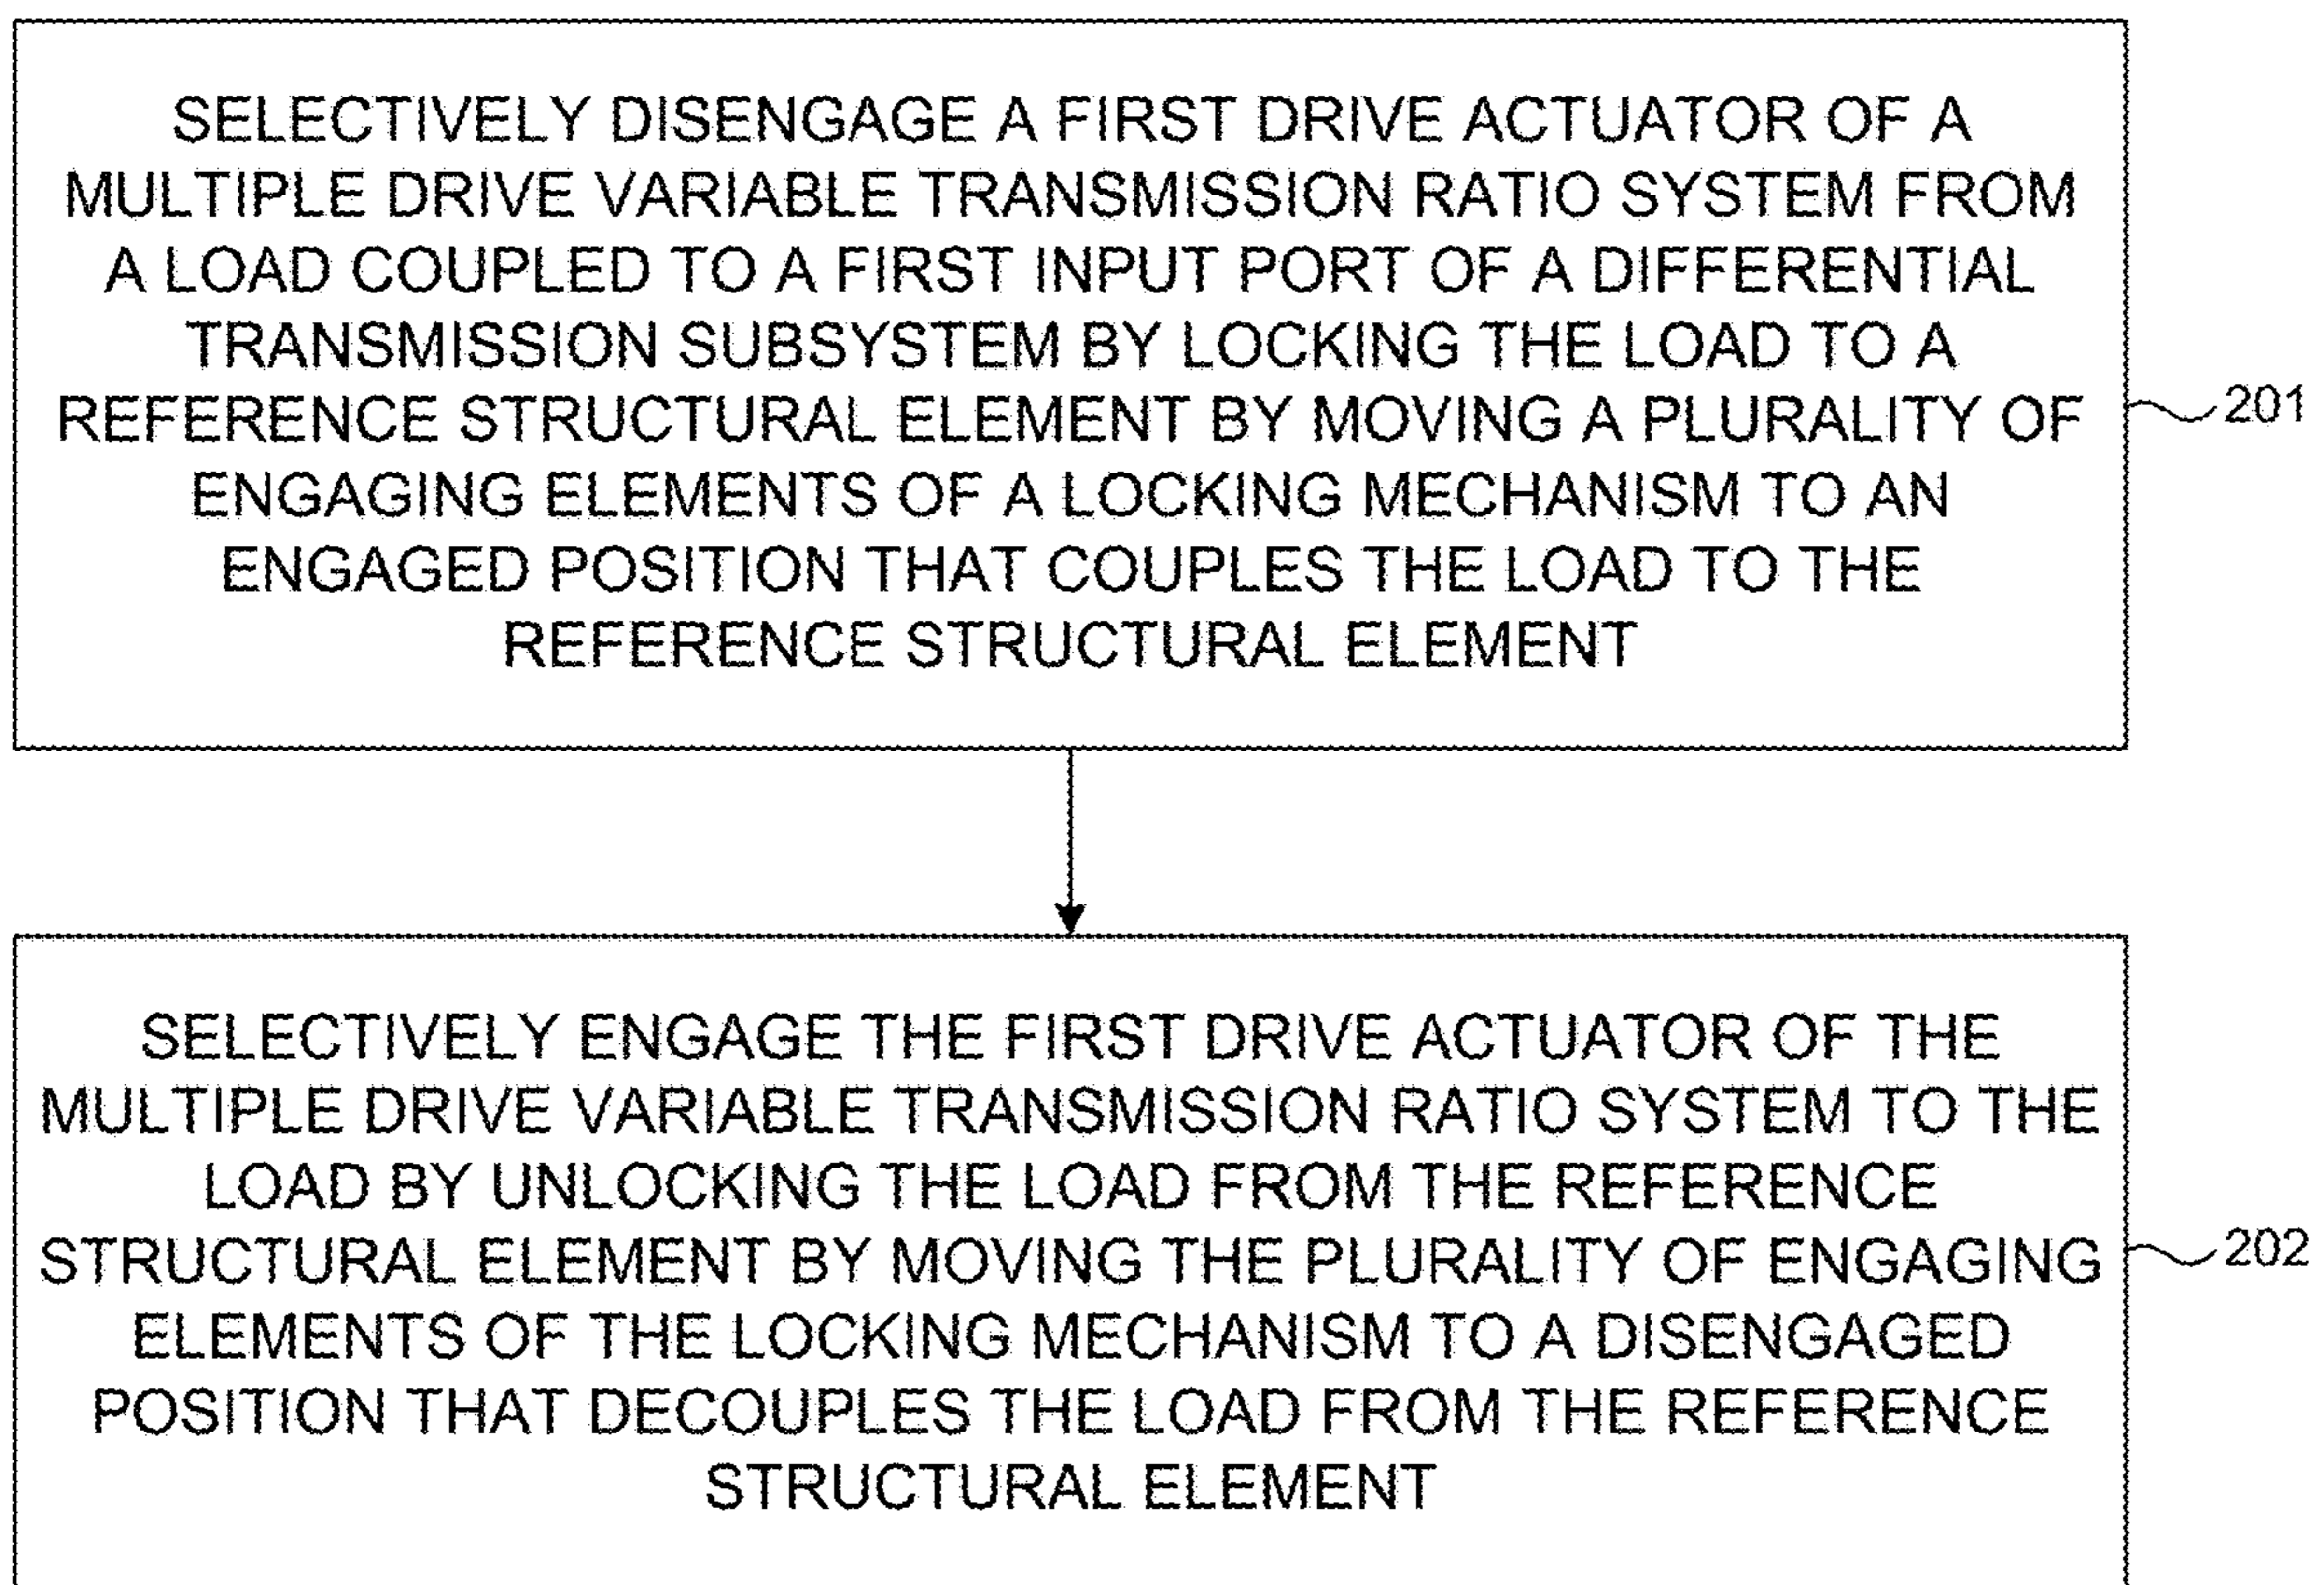 SELECTIVELY DISENGAGE A FIRST DRIVE ACTUATOR OF A
MULTIPLE DRIVE VARIABLE TRANSMISSION RATIO SYSTEM FROM
A LOAD COUPLED TO A FIRST INPUT PORT OF A DIFFERENTIAL
TRANSMISSION SUBSYSTEM BY LOCKING THE LOAD TO A
REFERENCE STRUCTURAL ELEMENT BY MOVING A PLURALITY OF
ENGAGING ELEMENTS OF A LOCKING MECHANISM TO AN
ENGAGED POSITION THAT COUPLES THE LOAD TO THE
REFERENCE STRUCTURAL ELEMENT
201
SELECTIVELY ENGAGE THE FIRST DRIVE ACTUATOR OF THE
MULTIPLE DRIVE VARIABLE TRANSMISSION RATIO SYSTEM TO THE
LOAD BY UNLOCKING THE LOAD FROM THE REFERENCE
STRUCTURAL ELEMENT BY MOVING THE PLURALITY OF ENGAGING
ELEMENTS OF THE LOCKING MECHANISM TO A DISENGAGED
POSITION THAT DECOUPLES THE LOAD FROM THE REFERENCE
STRUCTURAL ELEMENT
202